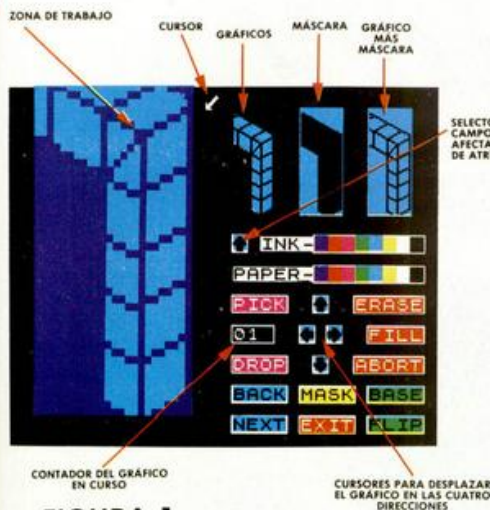 ZONA DE TRABAJO
CURSOR
GRÁFICOS
MÁSCARA
GRÁFICO
MÁS
MÁSCARA
CAMPO
AFECTA
DE
INK-
PAPER-
PICK
ERASE
01
FILL
DROP
ABORT
BACK MASK BASE
NEXT EXIT FLIP
CONTADOR DEL GRÁFICO
EN CURSO
CURSORES PARA DESPLAZAR
EL GRÁFICO EN LAS CUATRO
DIRECCIONES